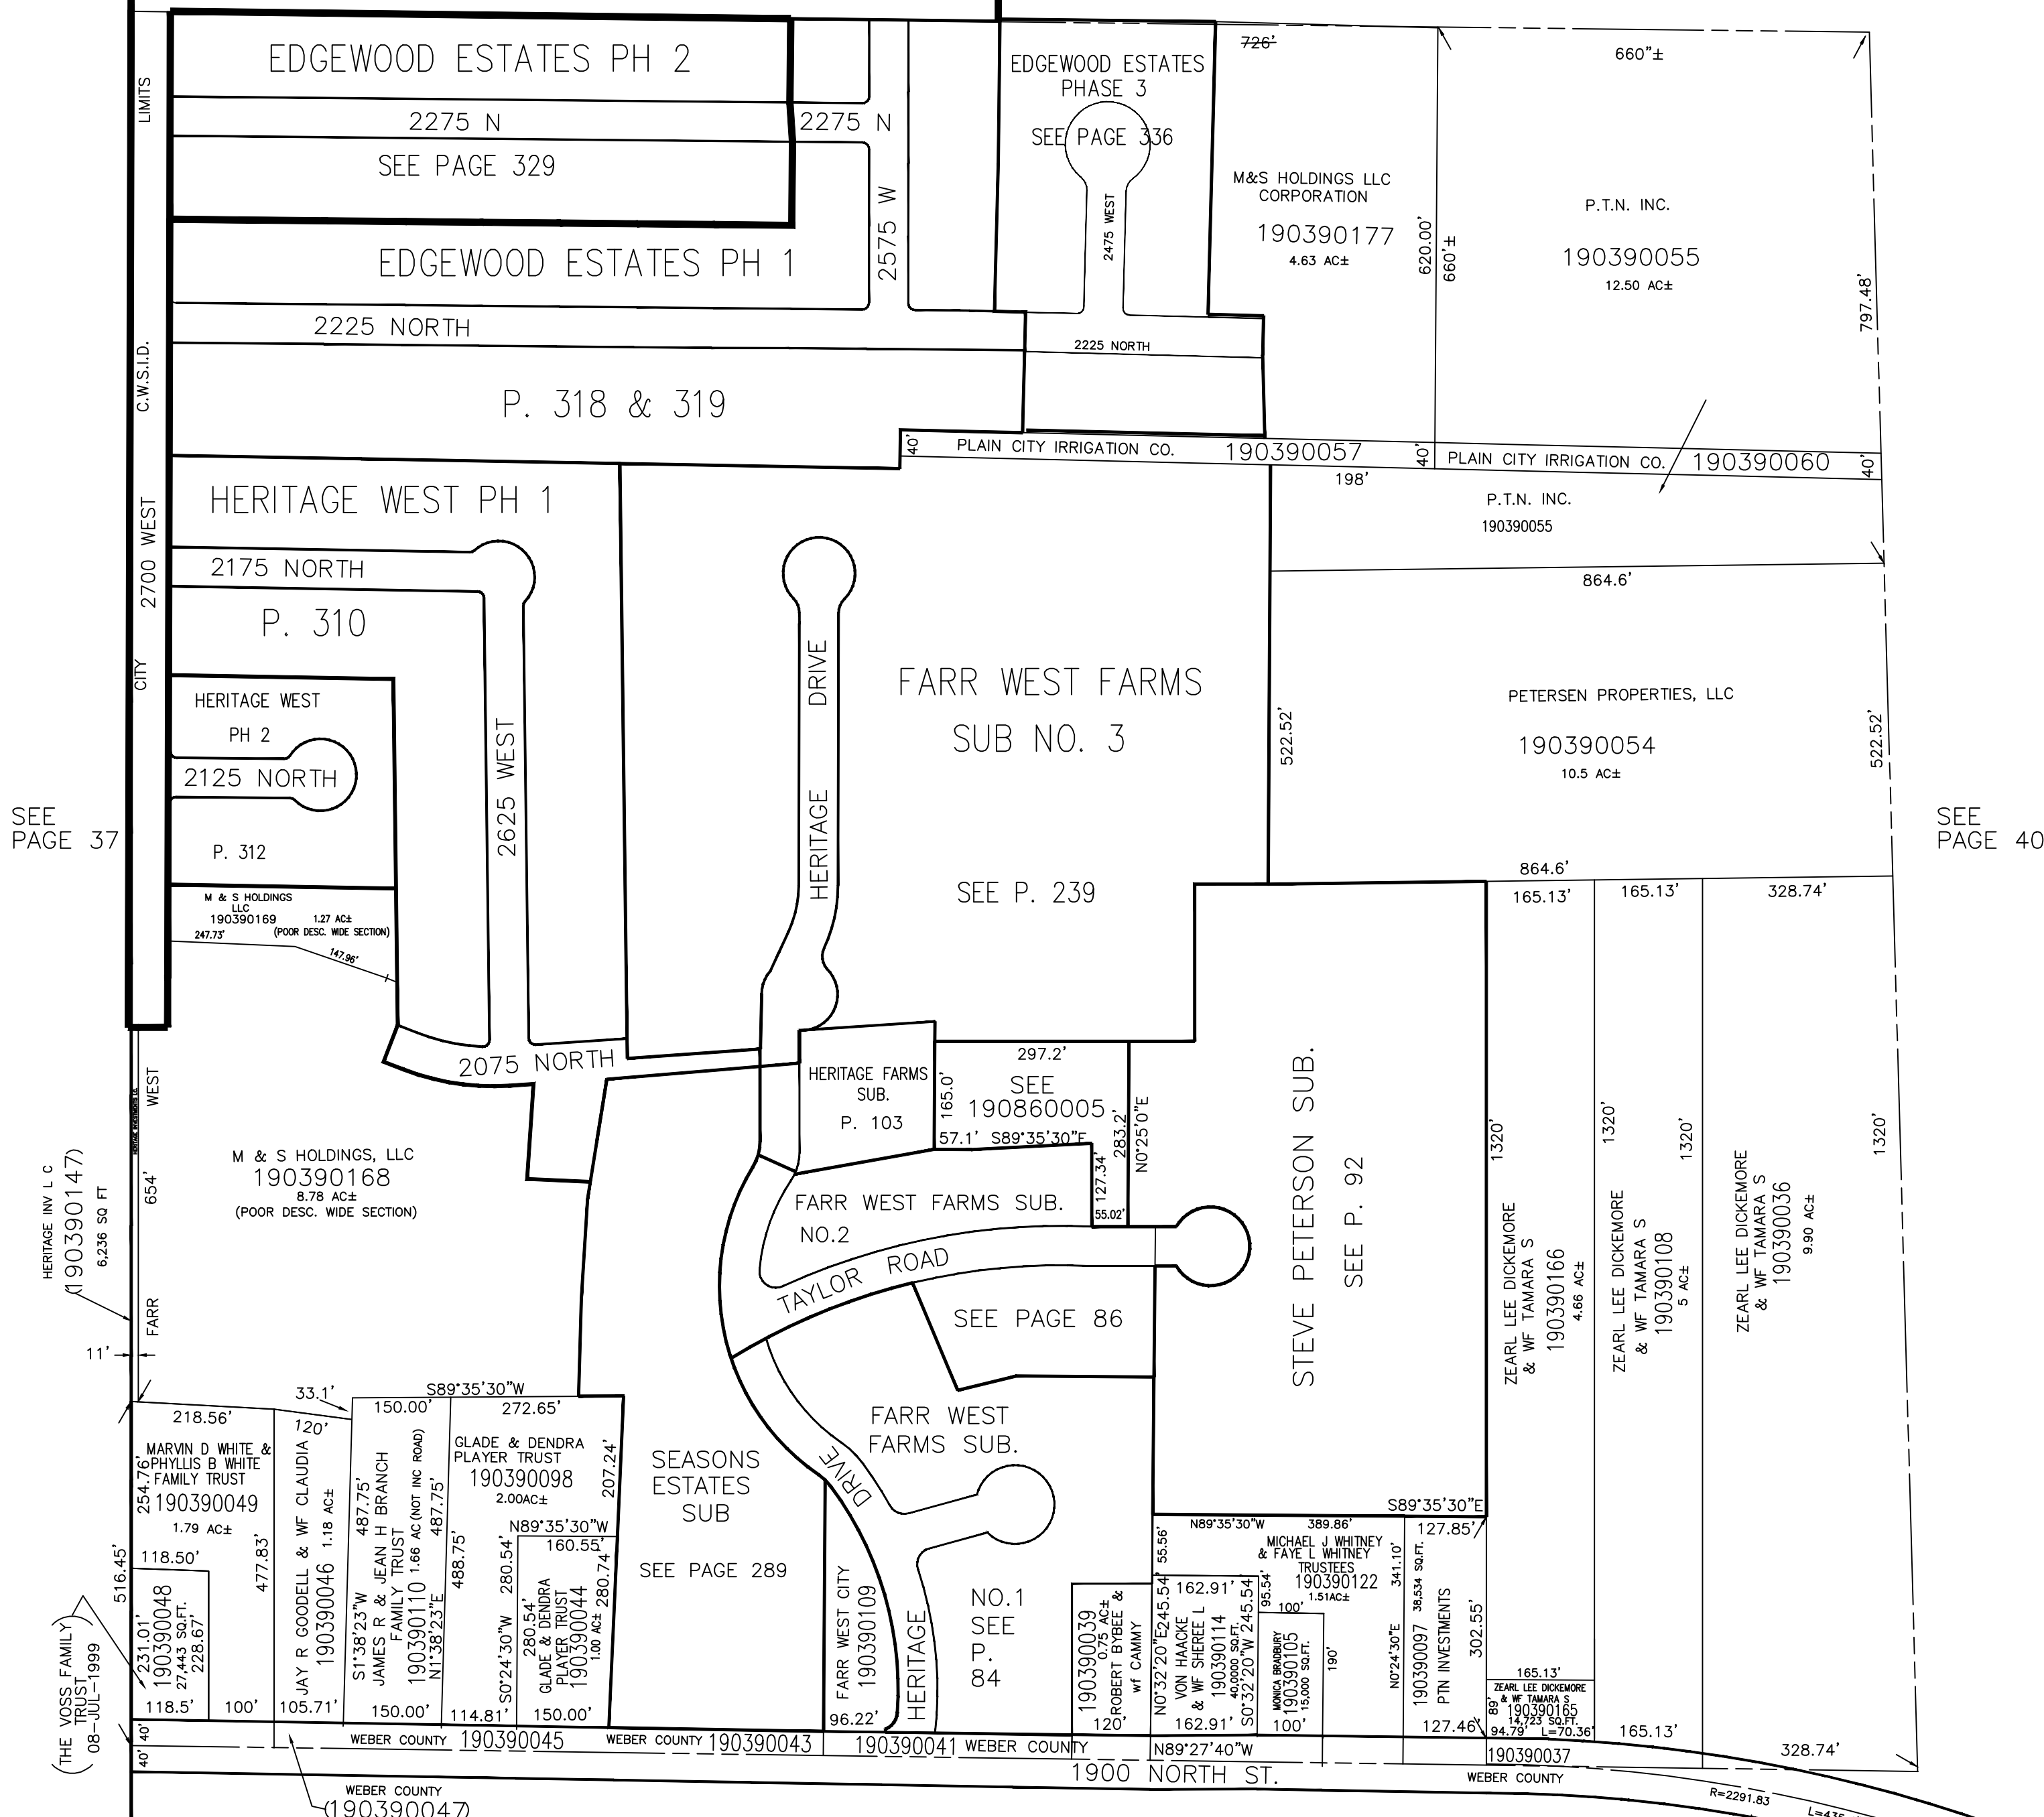 EDGEWOOD ESTATES PH 2
2275 N
SEE PAGE 329
2275 N
EDGEWOOD ESTATES PH 1
2575 W
2225 NORTH
P. 318 & 319
EDGEWOOD ESTATES
PHASE 3
SEE PAGE 336
2475 WEST
2225 NORTH
726'
M&S HOLDINGS LLC
CORPORATION
190390177
4.63 AC±
620.00'
660'±
660"±
P.T.N. INC.
190390055
12.50 AC±
797.48'
40'
PLAIN CITY IRRIGATION CO.
190390057
40'
PLAIN CITY IRRIGATION CO.
190390060
40'
198'
P.T.N. INC.
190390055
864.6'
LIMITS
C.W.S.I.D.
2700 WEST
CITY
HERITAGE WEST PH 1
2175 NORTH
P. 310
HERITAGE WEST
PH 2
2125 NORTH
P. 312
2625 WEST
SEE
PAGE 37
M & S HOLDINGS
LLC
190390169
1.27 AC±
(POOR DESC. WIDE SECTION)
247.73'
147.96'
HERITAGE DRIVE
FARR WEST FARMS
SUB NO. 3
SEE P. 239
522.52'
PETERSEN PROPERTIES, LLC
190390054
10.5 AC±
522.52'
864.6'
SEE
PAGE 40
165.13'
165.13'
328.74'
2075 NORTH
WEST
654'
FARR
11'
HERITAGE INV L C
(190390147)
6,236 SQ FT
M & S HOLDINGS, LLC
190390168
8.78 AC±
(POOR DESC. WIDE SECTION)
HERITAGE FARMS
SUB.
P. 103
297.2'
SEE
190860005
165.0'
57.1'
S89°35'30"E
283.2'
N0°25'0"E
127.34'
55.02'
FARR WEST FARMS SUB.
NO.2
TAYLOR ROAD
SEE PAGE 86
STEVE PETERSON SUB.
SEE P. 92
1320'
1320'
1320'
1320'
ZEARL LEE DICKEMORE
& WF TAMARA S
190390166
4.66 AC±
ZEARL LEE DICKEMORE
& WF TAMARA S
190390108
5 AC±
ZEARL LEE DICKEMORE
& WF TAMARA S
190390036
9.90 AC±
33.1'
120'
S89°35'30"W
150.00'
272.65'
218.56'
MARVIN D WHITE &
PHYLLIS B WHITE
FAMILY TRUST
190390049
1.79 AC±
254.76'
118.50'
516.45'
231.01'
190390048
27,443 SQ.FT.
228.67'
118.5'
100'
477.83'
JAY R GOODELL & WF CLAUDIA
190390046 1.18 AC±
105.71'
S1°38'23"W 487.75'
JAMES R & JEAN H BRANCH
FAMILY TRUST
190390110 1.66 AC (NOT INC ROAD)
N1°38'23"E 487.75'
150.00'
GLADE & DENDRA
PLAYER TRUST
190390098
2.00AC±
207.24'
488.75'
N89°35'30"W
160.55'
S0°24'30"W 280.54'
280.54'
GLADE & DENDRA
PLAYER TRUST
190390044
1.00 AC± 280.74'
114.81'
150.00'
(THE VOSS FAMILY
TRUST)
08-JUL-1999
SEASONS
ESTATES
SUB
SEE PAGE 289
FARR WEST CITY
190390109
96.22'
FARR WEST
FARMS SUB.
DRIVE
HERITAGE
NO.1
SEE
P.
84
190390039
0.75 AC±
ROBERT BYBEE &
wf CAMMY
120'
55.56'
N0°32'20"E 245.54'
162.91'
VON HAACKE
& WF SHEREE L
190390114
40,0000 SQ.FT.
S0°32'20"W 245.54'
162.91'
S89°35'30"E
N89°35'30"W
389.86'
MICHAEL J WHITNEY
& FAYE L WHITNEY
TRUSTEES
190390122
1.51AC±
95.54'
100'
MONICA BRADBURY
190390105
15,000 SQ.FT.
190'
100'
341.10'
N0°24'30"E
127.85'
190390097 38,534 SQ.FT.
PTN INVESTMENTS
302.55'
127.46'
165.13'
ZEARL LEE DICKEMORE
& WF TAMARA S
190390165
14,723 SQ.FT.
89'
94.79'
L=70.36'
165.13'
328.74'
40'
40'
WEBER COUNTY 190390045
WEBER COUNTY 190390043
190390041 WEBER COUNTY
N89°27'40"W
190390037
1900 NORTH ST.
WEBER COUNTY
WEBER COUNTY
(190390047)
R=2291.83